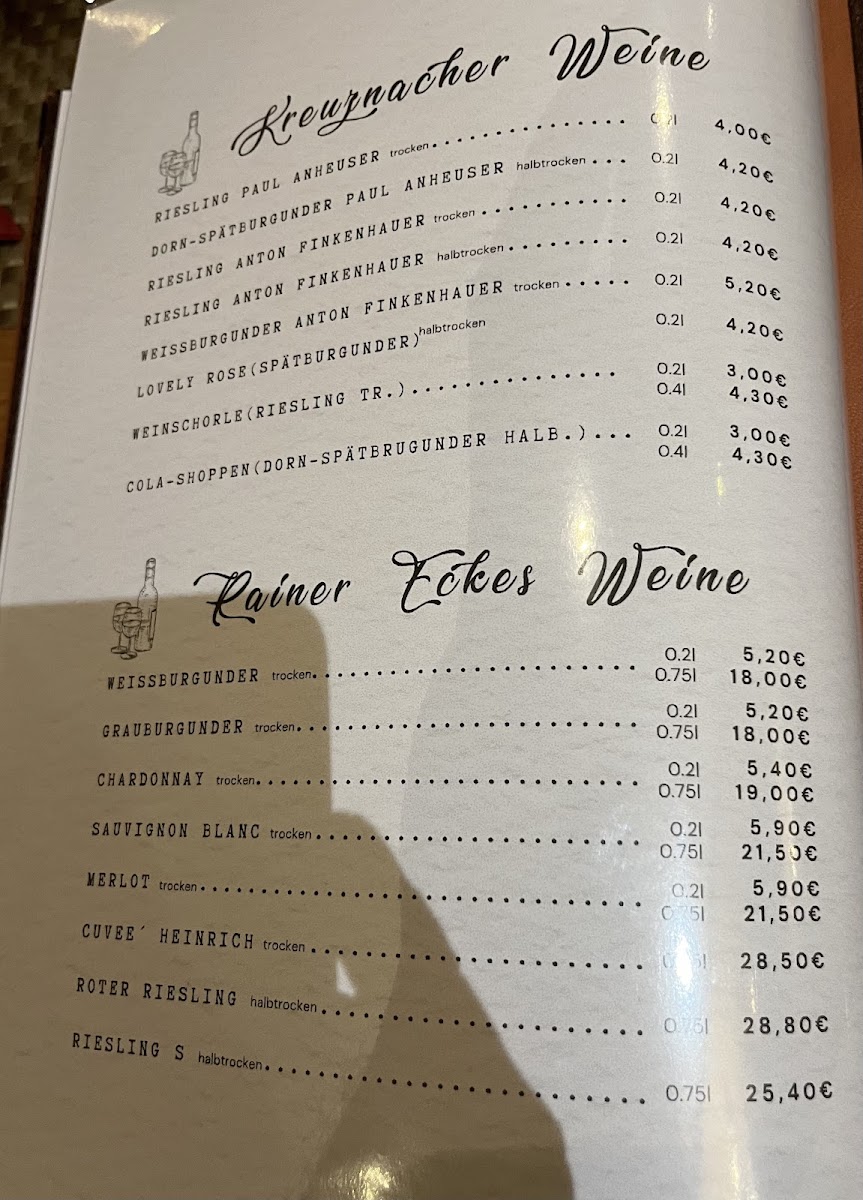 Kreuznacher Weine
RIESLING PAUL ANHEUSER trocken............... 4,00€
DORN-SPÄTBURGUNDER PAUL ANHEUSER halbtrocken... 0.2l 4,20€
RIESLING ANTON FINKENHAUER trocken........... 0.2l 4,20€
RIESLING ANTON FINKENHAUER halbtrocken......... 0.2l 4,20€
WEISSBURGUNDER ANTON FINKENHAUER trocken..... 0.2l 5,20€
LOVELY ROSE(SPÄTBURGUNDER)halbtrocken 0.2l 4,20€
WEINSCHORLE(RIESLING TR.)............... 0.2l 3,00€
0.4l 4,30€
COLA-SHOPPEN(DORN-SPÄTBRUGUNDER HALB.)... 0.2l 3,00€
0.4l 4,30€
Rainer Eckes Weine
WEISSBURGUNDER trocken...................... 0.2l 5,20€
0.75l 18,00€
GRAUBURGUNDER trocken....................... 0.2l 5,20€
0.75l 18,00€
CHARDONNAY trocken.......................... 0.2l 5,40€
0.75l 19,00€
SAUVIGNON BLANC trocken...................... 0.2l 5,90€
0.75l 21,50€
MERLOT trocken............................. 0.2l 5,90€
0.75l 21,50€
CUVEE´ HEINRICH trocken...................... 28,50€
ROTER RIESLING halbtrocken..................... 0.75l 28,80€
RIESLING S halbtrocken......................... 0.75l 25,40€